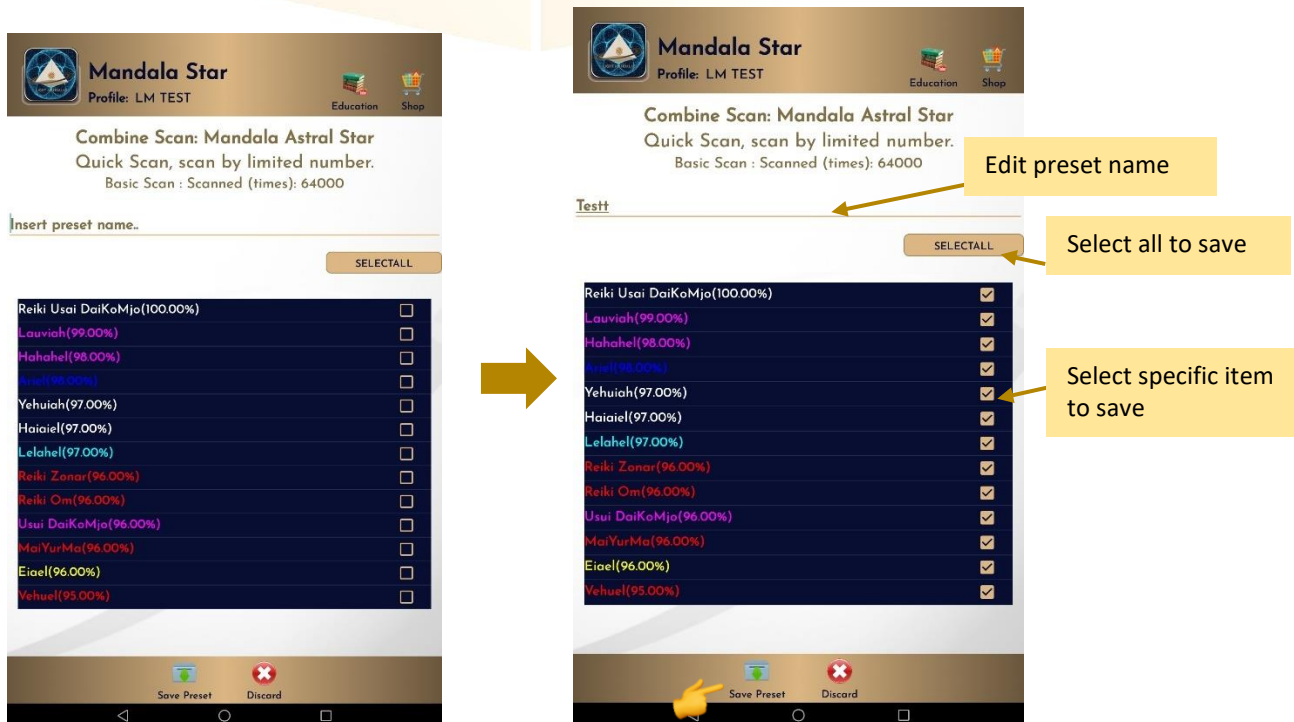 Mandala Star
Profile: LM TEST
Education
Shop
Combine Scan: Mandala Astral Star
Quick Scan, scan by limited number.
Basic Scan : Scanned (times): 64000
Insert preset name..
SELECTALL
Reiki Usai DaiKoMjo(100.00%)
Lauviah(99.00%)
Hahahel(98.00%)
Ariel(98.00%)
Yehuiah(97.00%)
Haiaiel(97.00%)
Lelahel(97.00%)
Reiki Zonar(96.00%)
Reiki Om(96.00%)
Usui DaiKoMjo(96.00%)
MaiYurMa(96.00%)
Eiael(96.00%)
Vehuel(95.00%)
Save Preset
Discard
Mandala Star
Profile: LM TEST
Education
Shop
Combine Scan: Mandala Astral Star
Quick Scan, scan by limited number.
Basic Scan : Scanned (times): 64000
Testt
SELECTALL
Reiki Usai DaiKoMjo(100.00%)
Lauviah(99.00%)
Hahahel(98.00%)
Ariel(98.00%)
Yehuiah(97.00%)
Haiaiel(97.00%)
Lelahel(97.00%)
Reiki Zonar(96.00%)
Reiki Om(96.00%)
Usui DaiKoMjo(96.00%)
MaiYurMa(96.00%)
Eiael(96.00%)
Vehuel(95.00%)
Save Preset
Discard
Edit preset name
Select all to save
Select specific item
to save